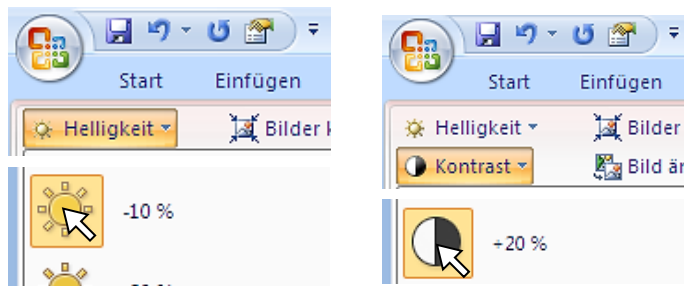 Start Einfügen
Helligkeit Bilder
-10 %
Start Einfügen
Helligkeit Bilder
Kontrast Bild
+20 %